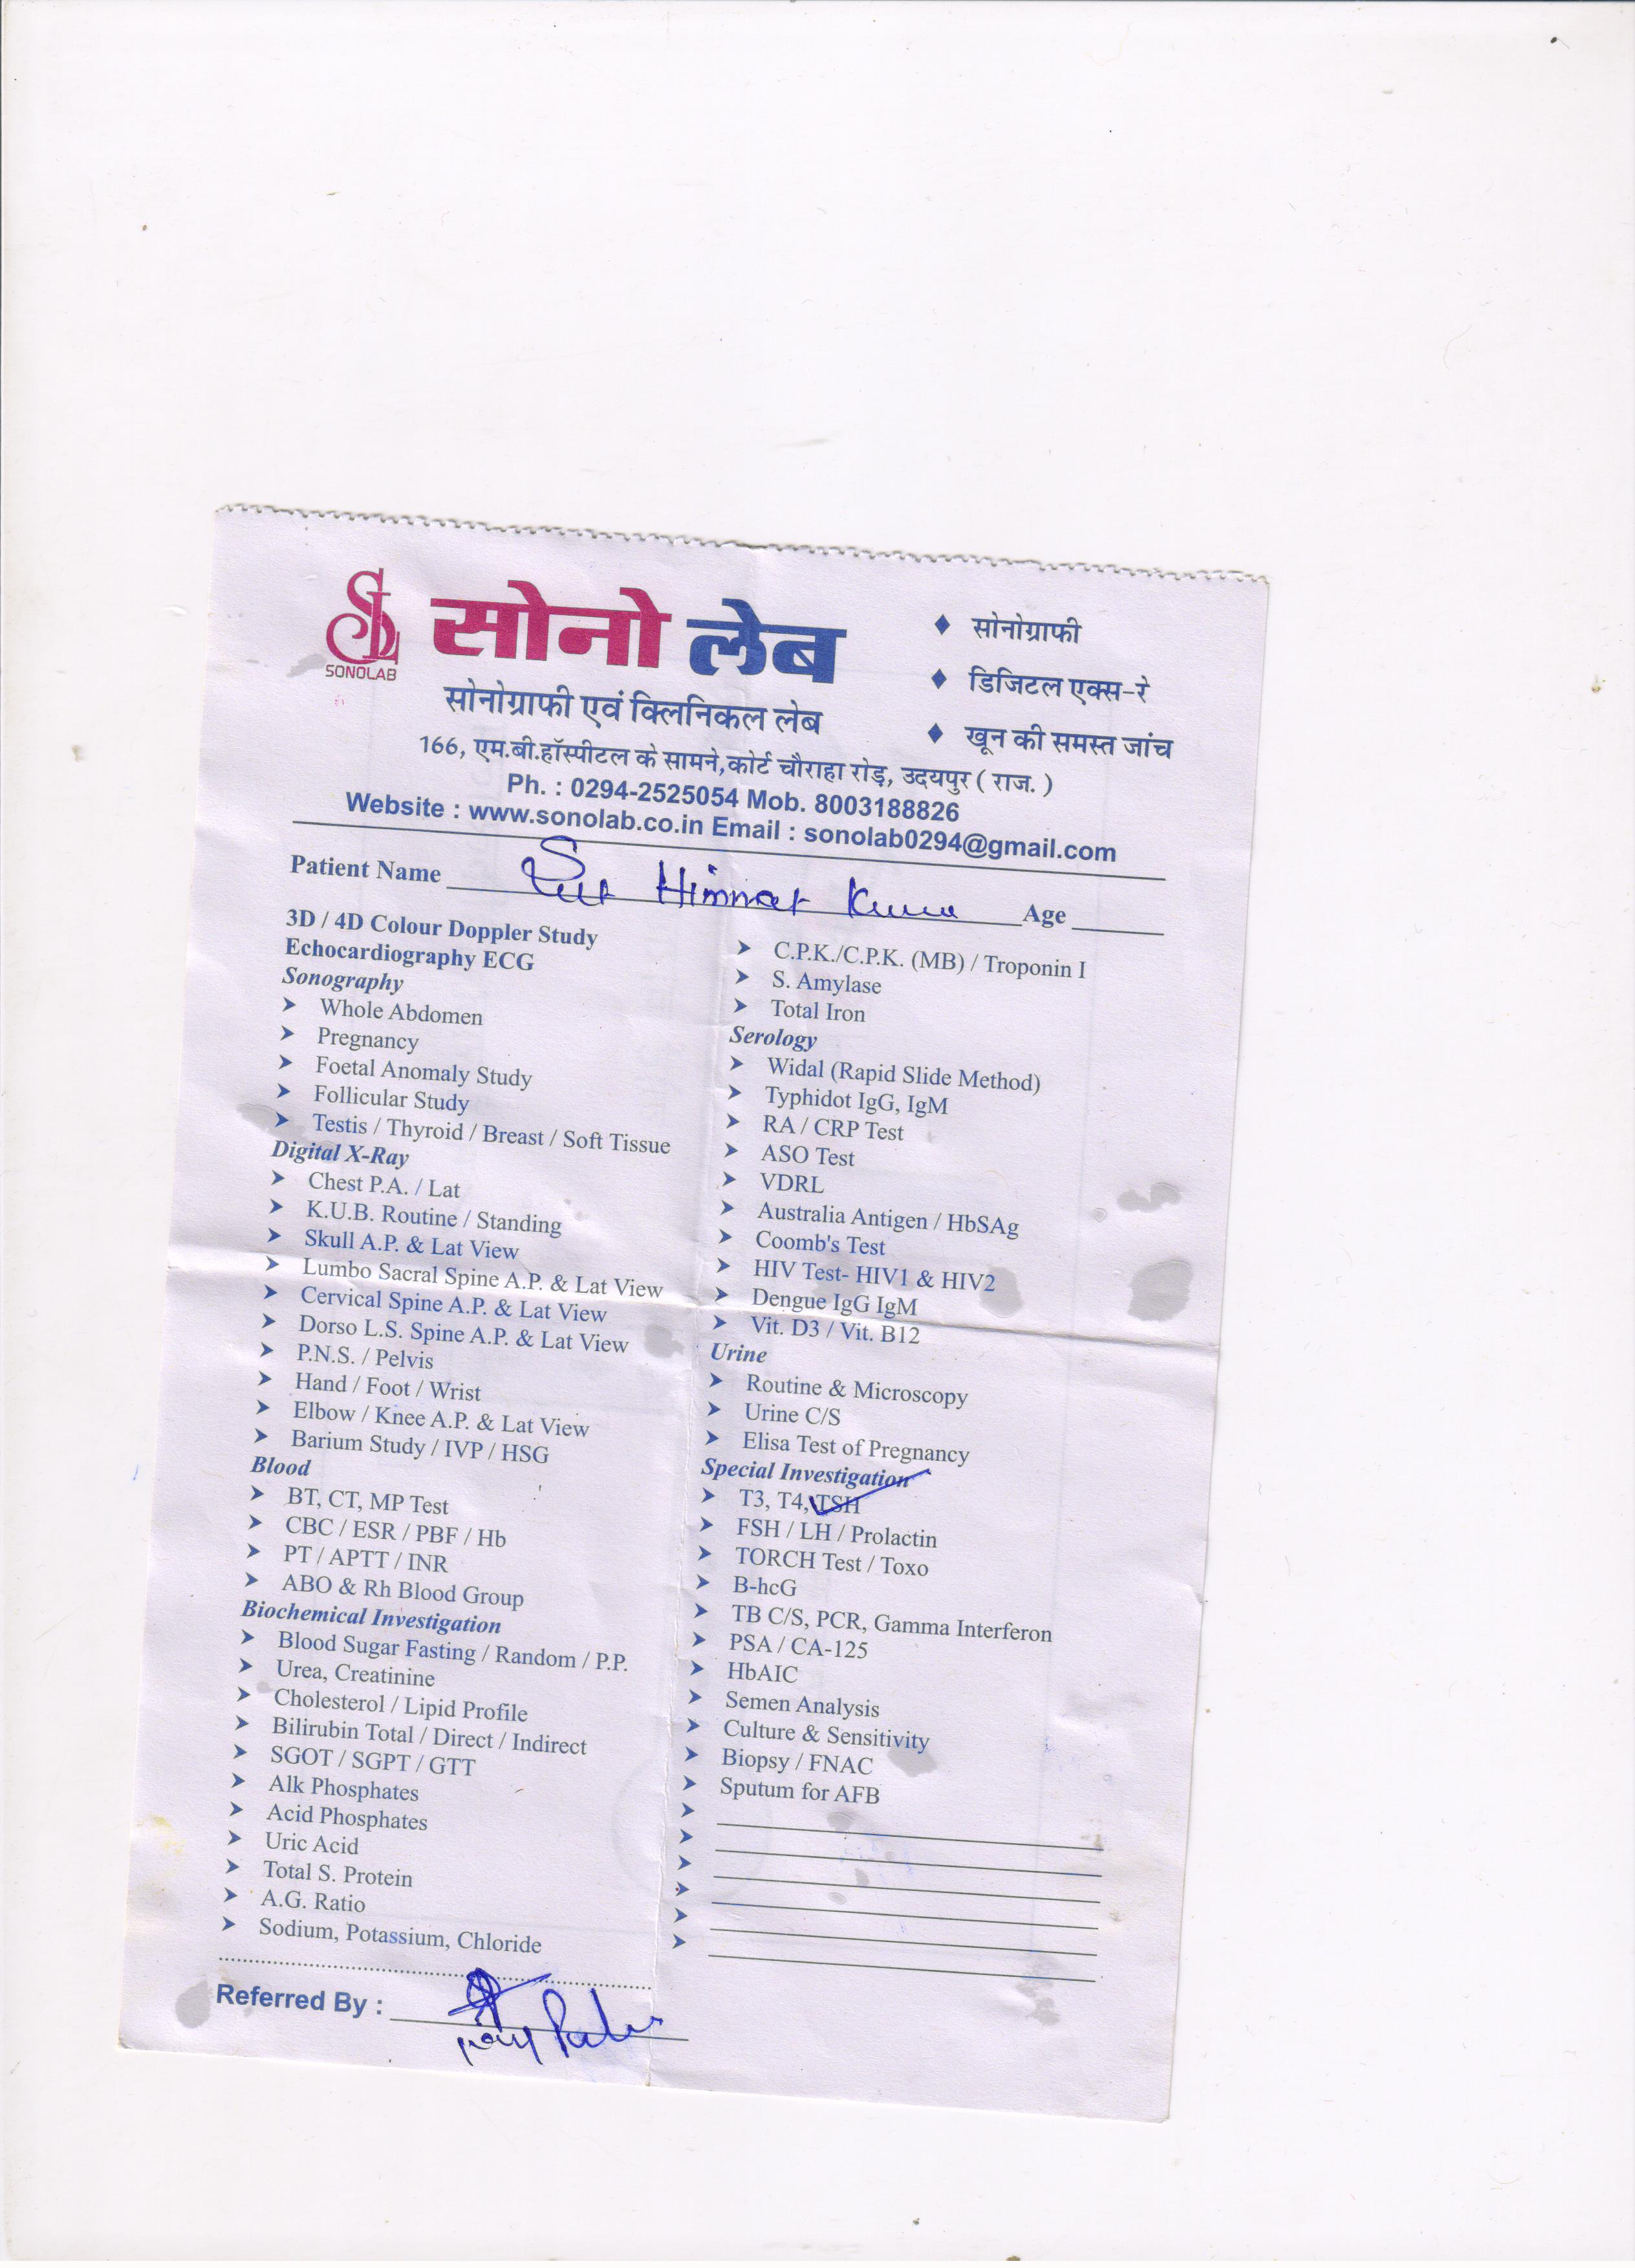 SONOLAB
सोनो लेब
सोनोग्राफी एवं क्लिनिकल लेब
♦ सोनोग्राफी
♦ डिजिटल एक्स-रे
♦ खून की समस्त जांच
166, एम.बी.हॉस्पीटल के सामने,कोर्ट चौराहा रोड़, उदयपुर ( राज. )
Ph. : 0294-2525054 Mob. 8003188826
Website : www.sonolab.co.in Email : sonolab0294@gmail.com
Patient Name Himmat Age
3D / 4D Colour Doppler Study
Echocardiography ECG
Sonography
➤ Whole Abdomen
➤ Pregnancy
➤ Foetal Anomaly Study
➤ Follicular Study
➤ Testis / Thyroid / Breast / Soft Tissue
Digital X-Ray
➤ Chest P.A. / Lat
➤ K.U.B. Routine / Standing
➤ Skull A.P. & Lat View
➤ Lumbo Sacral Spine A.P. & Lat View
➤ Cervical Spine A.P. & Lat View
➤ Dorso L.S. Spine A.P. & Lat View
➤ P.N.S. / Pelvis
➤ Hand / Foot / Wrist
➤ Elbow / Knee A.P. & Lat View
➤ Barium Study / IVP / HSG
Blood
➤ BT, CT, MP Test
➤ CBC / ESR / PBF / Hb
➤ PT / APTT / INR
➤ ABO & Rh Blood Group
Biochemical Investigation
➤ Blood Sugar Fasting / Random / P.P.
➤ Urea, Creatinine
➤ Cholesterol / Lipid Profile
➤ Bilirubin Total / Direct / Indirect
➤ SGOT / SGPT / GTT
➤ Alk Phosphates
➤ Acid Phosphates
➤ Uric Acid
➤ Total S. Protein
➤ A.G. Ratio
➤ Sodium, Potassium, Chloride
➤ C.P.K./C.P.K. (MB) / Troponin I
➤ S. Amylase
➤ Total Iron
Serology
➤ Widal (Rapid Slide Method)
➤ Typhidot IgG, IgM
➤ RA / CRP Test
➤ ASO Test
➤ VDRL
➤ Australia Antigen / HbSAg
➤ Coomb's Test
➤ HIV Test- HIV1 & HIV2
➤ Dengue IgG IgM
➤ Vit. D3 / Vit. B12
Urine
➤ Routine & Microscopy
➤ Urine C/S
➤ Elisa Test of Pregnancy
Special Investigation
➤ T3, T4, TSH
➤ FSH / LH / Prolactin
➤ TORCH Test / Toxo
➤ B-hcG
➤ TB C/S, PCR, Gamma Interferon
➤ PSA / CA-125
➤ HbAIC
➤ Semen Analysis
➤ Culture & Sensitivity
➤ Biopsy / FNAC
➤ Sputum for AFB
Referred By :